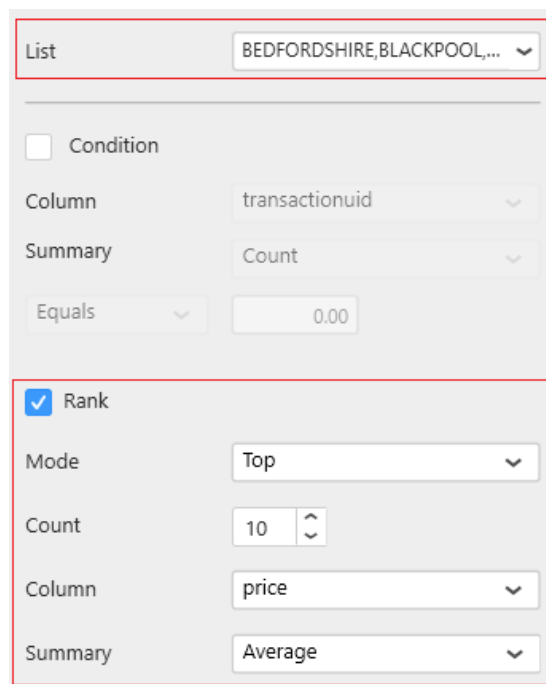 List BEDFORDSHIRE,BLACKPOOL,...
Condition
Column transactionuid
Summary Count
Equals 0.00
Rank
Mode Top
Count 10
Column price
Summary Average